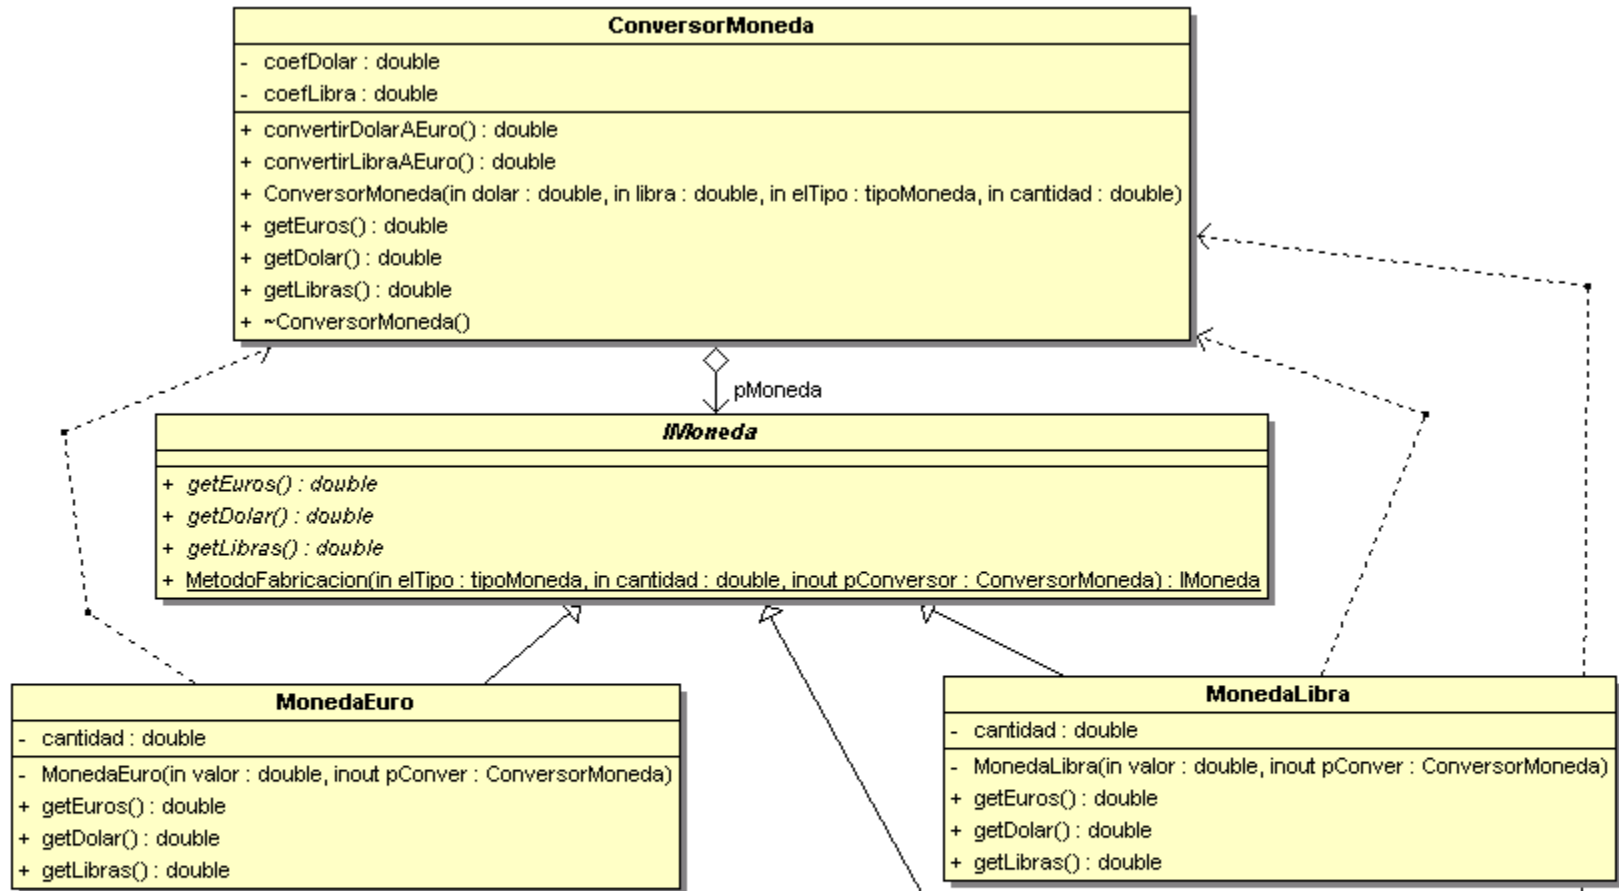 ConversorMoneda
- coefDolar : double
- coefLibra : double
+ convertirDolarAEuro() : double
+ convertirLibraAEuro() : double
+ ConversorMoneda(in dolar : double, in libra : double, in elTipo : tipoMoneda, in cantidad : double)
+ getEuros() : double
+ getDolar() : double
+ getLibras() : double
+ ~ConversorMoneda()
pMoneda
IMoneda
+ getEuros() : double
+ getDolar() : double
+ getLibras() : double
+ MetodoFabricacion(in elTipo : tipoMoneda, in cantidad : double, inout pConversor : ConversorMoneda) : IMoneda
MonedaEuro
- cantidad : double
- MonedaEuro(in valor : double, inout pConver : ConversorMoneda)
+ getEuros() : double
+ getDolar() : double
+ getLibras() : double
MonedaLibra
- cantidad : double
- MonedaLibra(in valor : double, inout pConver : ConversorMoneda)
+ getEuros() : double
+ getDolar() : double
+ getLibras() : double